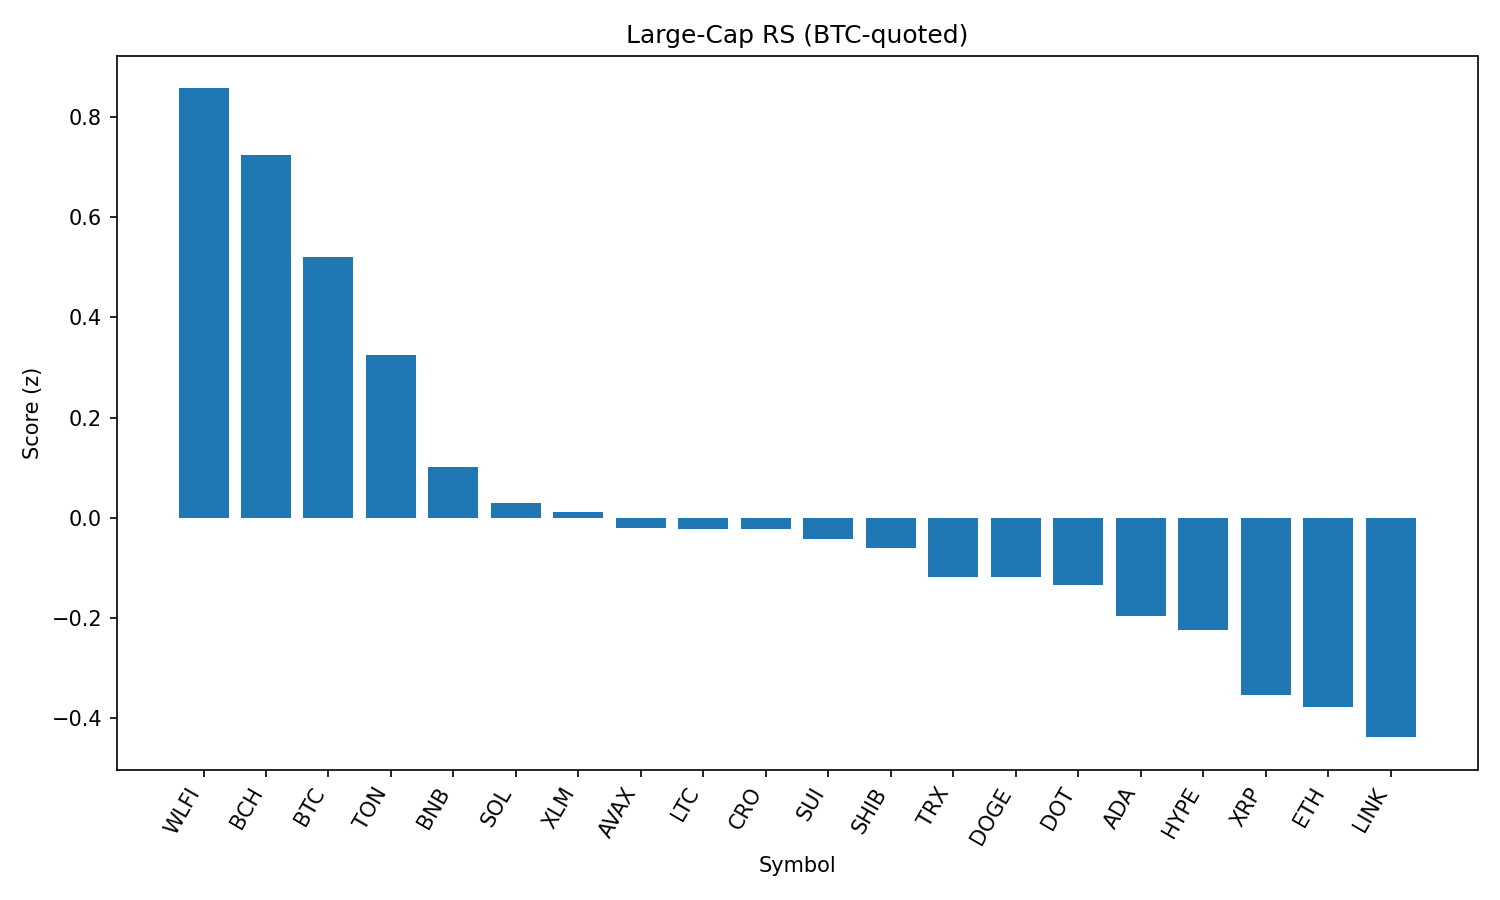 Large-Cap RS (BTC-quoted)
Score (z)
0.8
0.6
0.4
0.2
0.0
−0.2
−0.4
WLFI
BCH
BTC
TON
BNB
SOL
XLM
AVAX
LTC
CRO
SUI
SHIB
TRX
DOGE
DOT
ADA
HYPE
XRP
ETH
LINK
Symbol